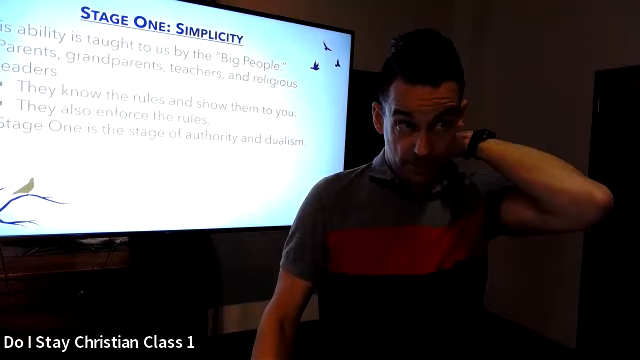 STAGE ONE: SIMPLICITY
is ability is taught to us by the "Big People."
Parents, grandparents, teachers, and religious
leaders
• They know the rules and show them to you.
• They also enforce the rules.
Stage One is the stage of authority and dualism.
Do I Stay Christian Class 1